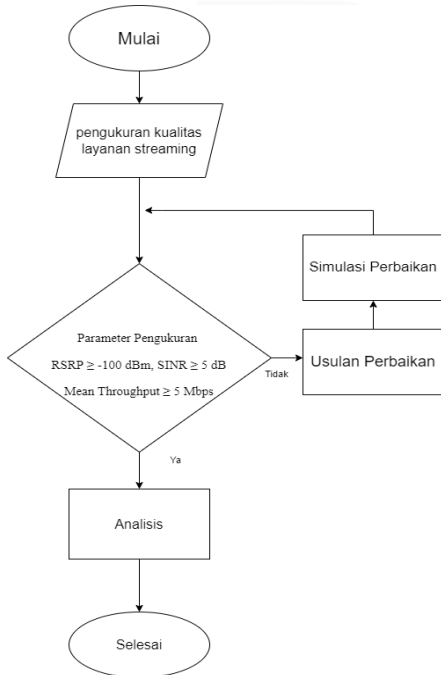 Mulai
pengukuran kualitas
layanan streaming
Simulasi Perbaikan
Parameter Pengukuran
RSRP ≥ -100 dBm, SINR ≥ 5 dB
Mean Throughput ≥ 5 Mbps
Tidak
Usulan Perbaikan
Ya
Analisis
Selesai